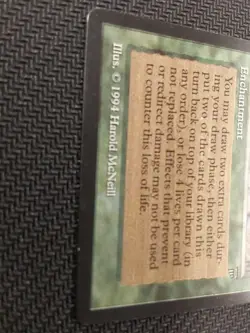 Enchantment
You may draw two extra cards dur-
ing your draw phase, then either
put two of the cards drawn this
turn back on top of your library (in
any order), or lose 4 lives per card
not replaced. Effects that prevent
or redirect damage may not be used
to counter this loss of life.
Illus. © 1994 Harold McNeill